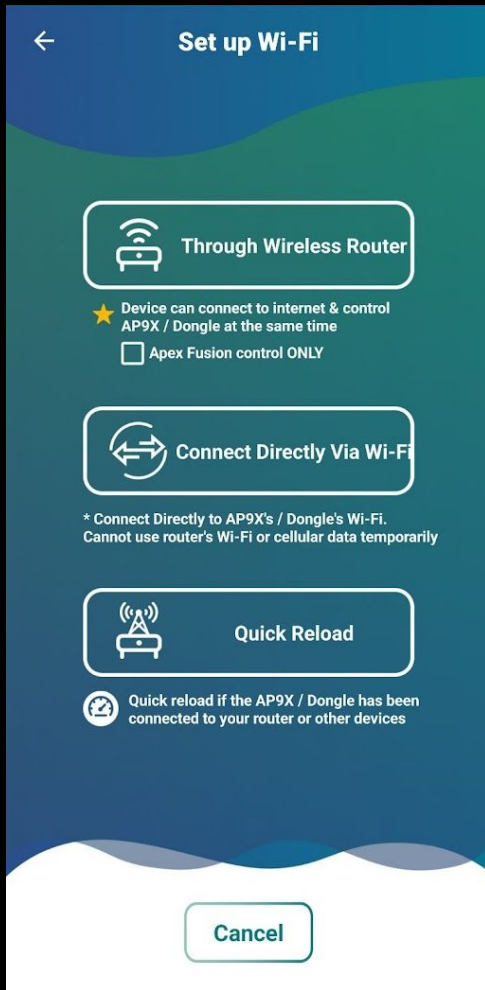 Set up Wi-Fi
Through Wireless Router
Device can connect to internet & control
AP9X / Dongle at the same time
Apex Fusion control ONLY
Connect Directly Via Wi-Fi
* Connect Directly to AP9X's / Dongle's Wi-Fi.
Cannot use router's Wi-Fi or cellular data temporarily
Quick Reload
Quick reload if the AP9X / Dongle has been
connected to your router or other devices
Cancel